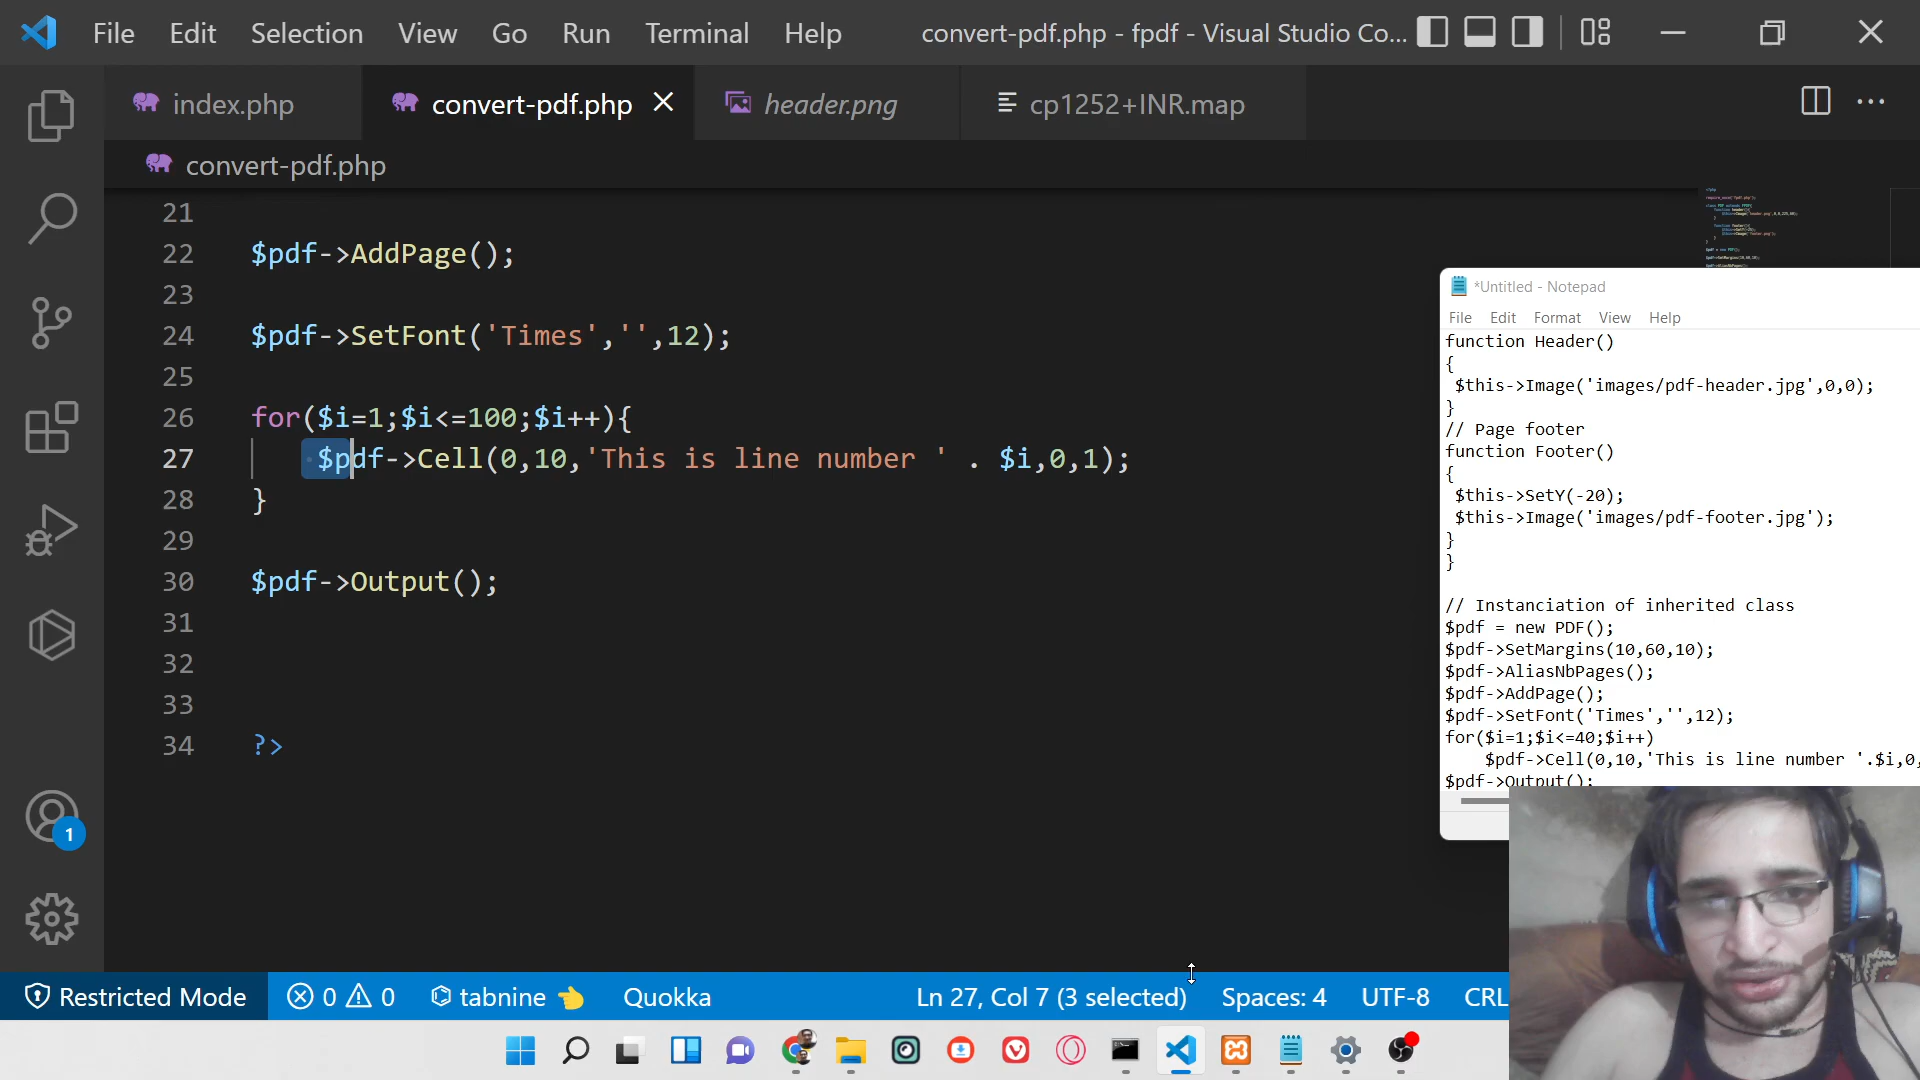 File Edit Selection View Go Run Terminal Help convert-pdf.php - fpdf - Visual Studio Co...
index.php convert-pdf.php header.png cp1252+INR.map
convert-pdf.php
21
22 $pdf->AddPage();
23
24 $pdf->SetFont('Times','',12);
25
26 for($i=1;$i<=100;$i++){
27 $pdf->Cell(0,10,'This is line number ' . $i,0,1);
28 }
29
30 $pdf->Output();
31
32
33
34 ?>
*Untitled - Notepad
File Edit Format View Help
function Header()
{
$this->Image('images/pdf-header.jpg',0,0);
}
// Page footer
function Footer()
{
$this->SetY(-20);
$this->Image('images/pdf-footer.jpg');
}
}
// Instanciation of inherited class
$pdf = new PDF();
$pdf->SetMargins(10,60,10);
$pdf->AliasNbPages();
$pdf->AddPage();
$pdf->SetFont('Times','',12);
for($i=1;$i<=40;$i++)
$pdf->Cell(0,10,'This is line number '.$i,0,
$pdf->Output();
1
Restricted Mode 0 0 tabnine Quokka Ln 27, Col 7 (3 selected) Spaces: 4 UTF-8 CRL